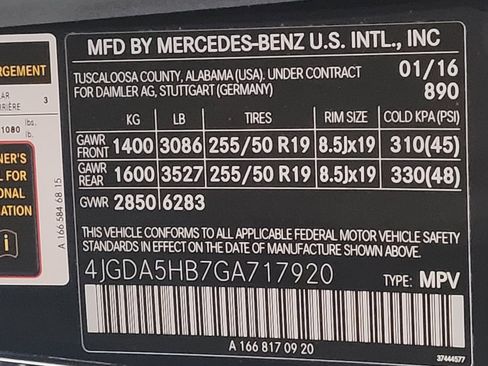 MFD BY MERCEDES-BENZ U.S. INTL., INC
TUSCALOOSA COUNTY, ALABAMA (USA). UNDER CONTRACT 01/16
FOR DAIMLER AG, STUTTGART (GERMANY) 890
KG LB TIRES RIM SIZE COLD KPA(PSI)
GAWR FRONT 1400 3086 255/50 R19 8.5Jx19 310(45)
GAWR REAR 1600 3527 255/50 R19 8.5Jx19 330(48)
GVWR 2850 6283
THIS VEHICLE CONFORMS TO ALL APPLICABLE FEDERAL MOTOR VEHICLE SAFETY
STANDARDS IN EFFECT ON THE DATE OF MANUFACTURE SHOWN ABOVE.
4JGDA5HB7GA717920 TYPE: MPV
A 166 817 09 20
37444577
3
1080 lbs.
lb.
A 166 584 68 15